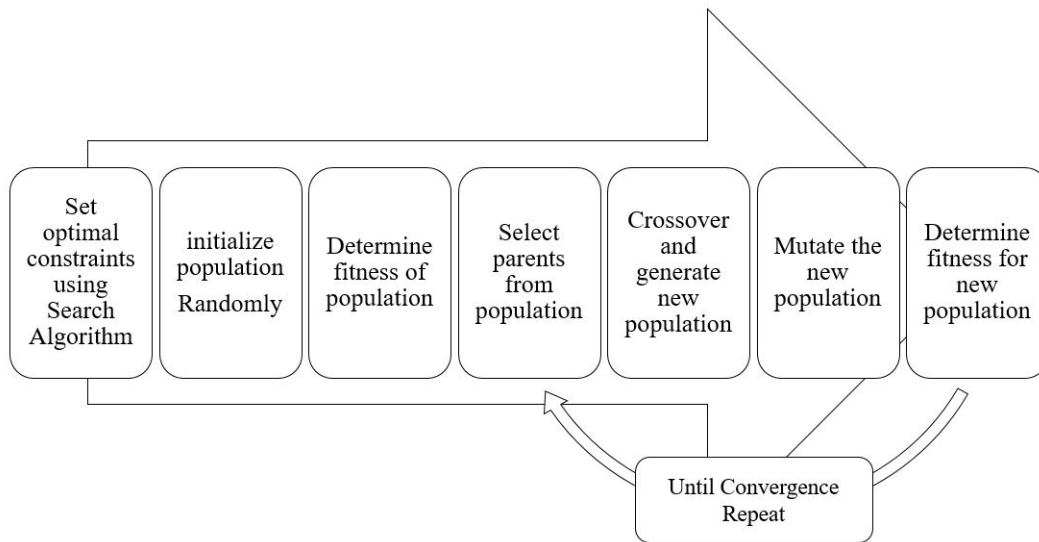 Set
optimal
constraints
using
Search
Algorithm
initialize
population
Randomly
Determine
fitness of
population
Select
parents
from
population
Crossover
and
generate
new
population
Mutate the
new
population
Determine
fitness for
new
population
Until Convergence
Repeat